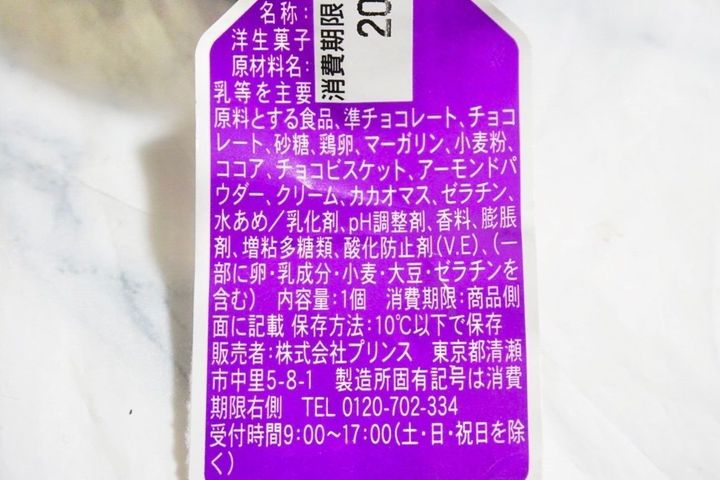 名称:
洋生菓子
原材料名:
乳等を主要
消費期限
20
原料とする食品、準チョコレート、チョコ
レート、砂糖、鶏卵、マーガリン、小麦粉、
ココア、チョコビスケット、アーモンドパ
ウダー、クリーム、カカオマス、ゼラチン、
水あめ/乳化剤、pH調整剤、香料、膨脹
剤、増粘多糖類、酸化防止剤(V.E)、(一
部に卵・乳成分・小麦・大豆・ゼラチンを
含む) 内容量:1個 消費期限:商品側
面に記載 保存方法:10℃以下で保存
販売者:株式会社プリンス 東京都清瀬
市中里5-8-1 製造所固有記号は消費
期限右側 TEL 0120-702-334
受付時間9:00~17:00(土・日・祝日を除
く)